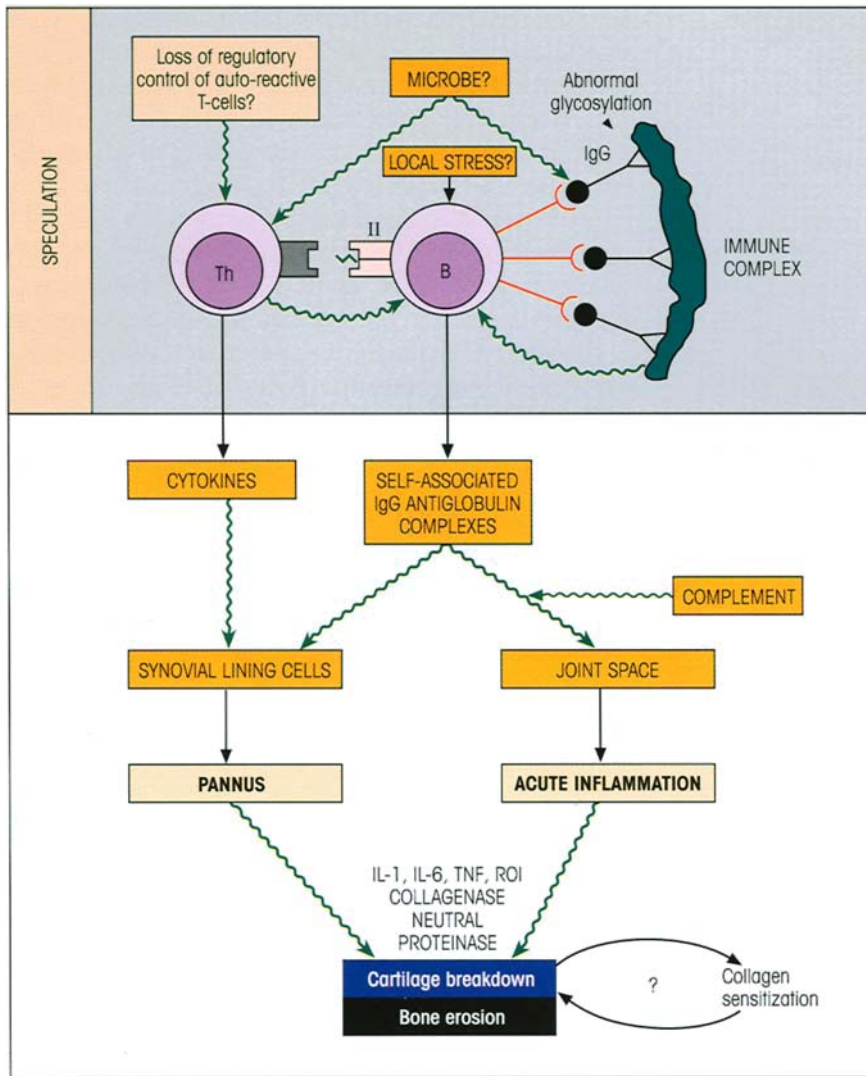 Loss of regulatory
control of auto-reactive
T-cells?
MICROBE?
Abnormal
glycosylation
IgG
LOCAL STRESS?
SPECULATION
II
Th
B
IMMUNE
COMPLEX
CYTOKINES
SELF-ASSOCIATED
IgG ANTIGLOBULIN
COMPLEXES
COMPLEMENT
SYNOVIAL LINING CELLS
JOINT SPACE
PANNUS
ACUTE INFLAMMATION
IL-1, IL-6, TNF, ROI
COLLAGENASE
NEUTRAL
PROTEINASE
Cartilage breakdown
Bone erosion
?
Collagen
sensitization